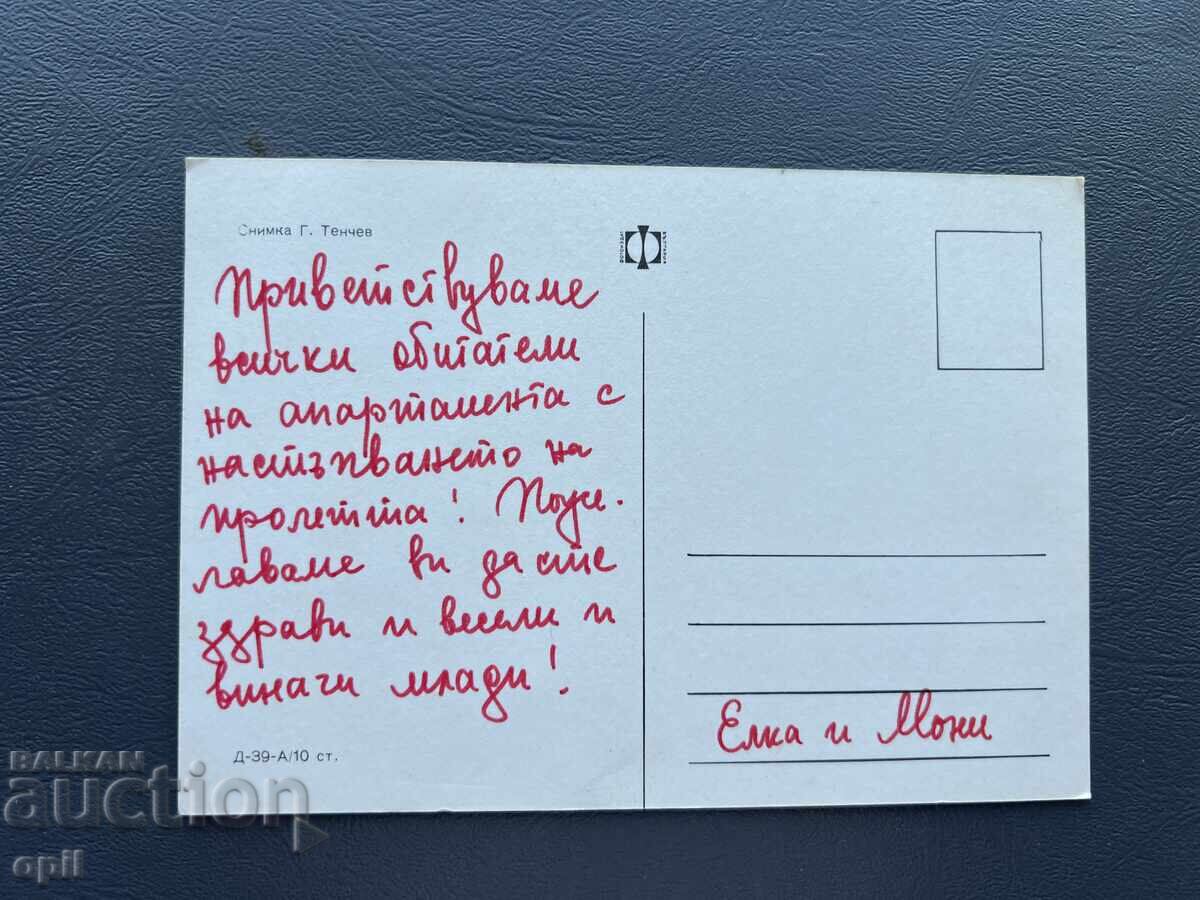 Снимка Г. Тенчев
Приветствуваме
всички обитатели
на апартамента с
настъпването на
пролетта! Поже-
лаваме ви да сте
здрави и весели и
винаги млади!
Д-39-А/10 ст.
Елка и Мони
BALKAN
auction
opil